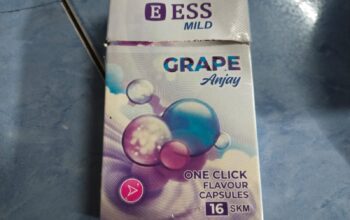 E ESS
MILD
GRAPE
Anjay
ONE CLICK
FLAVOUR
CAPSULES
16 SKM